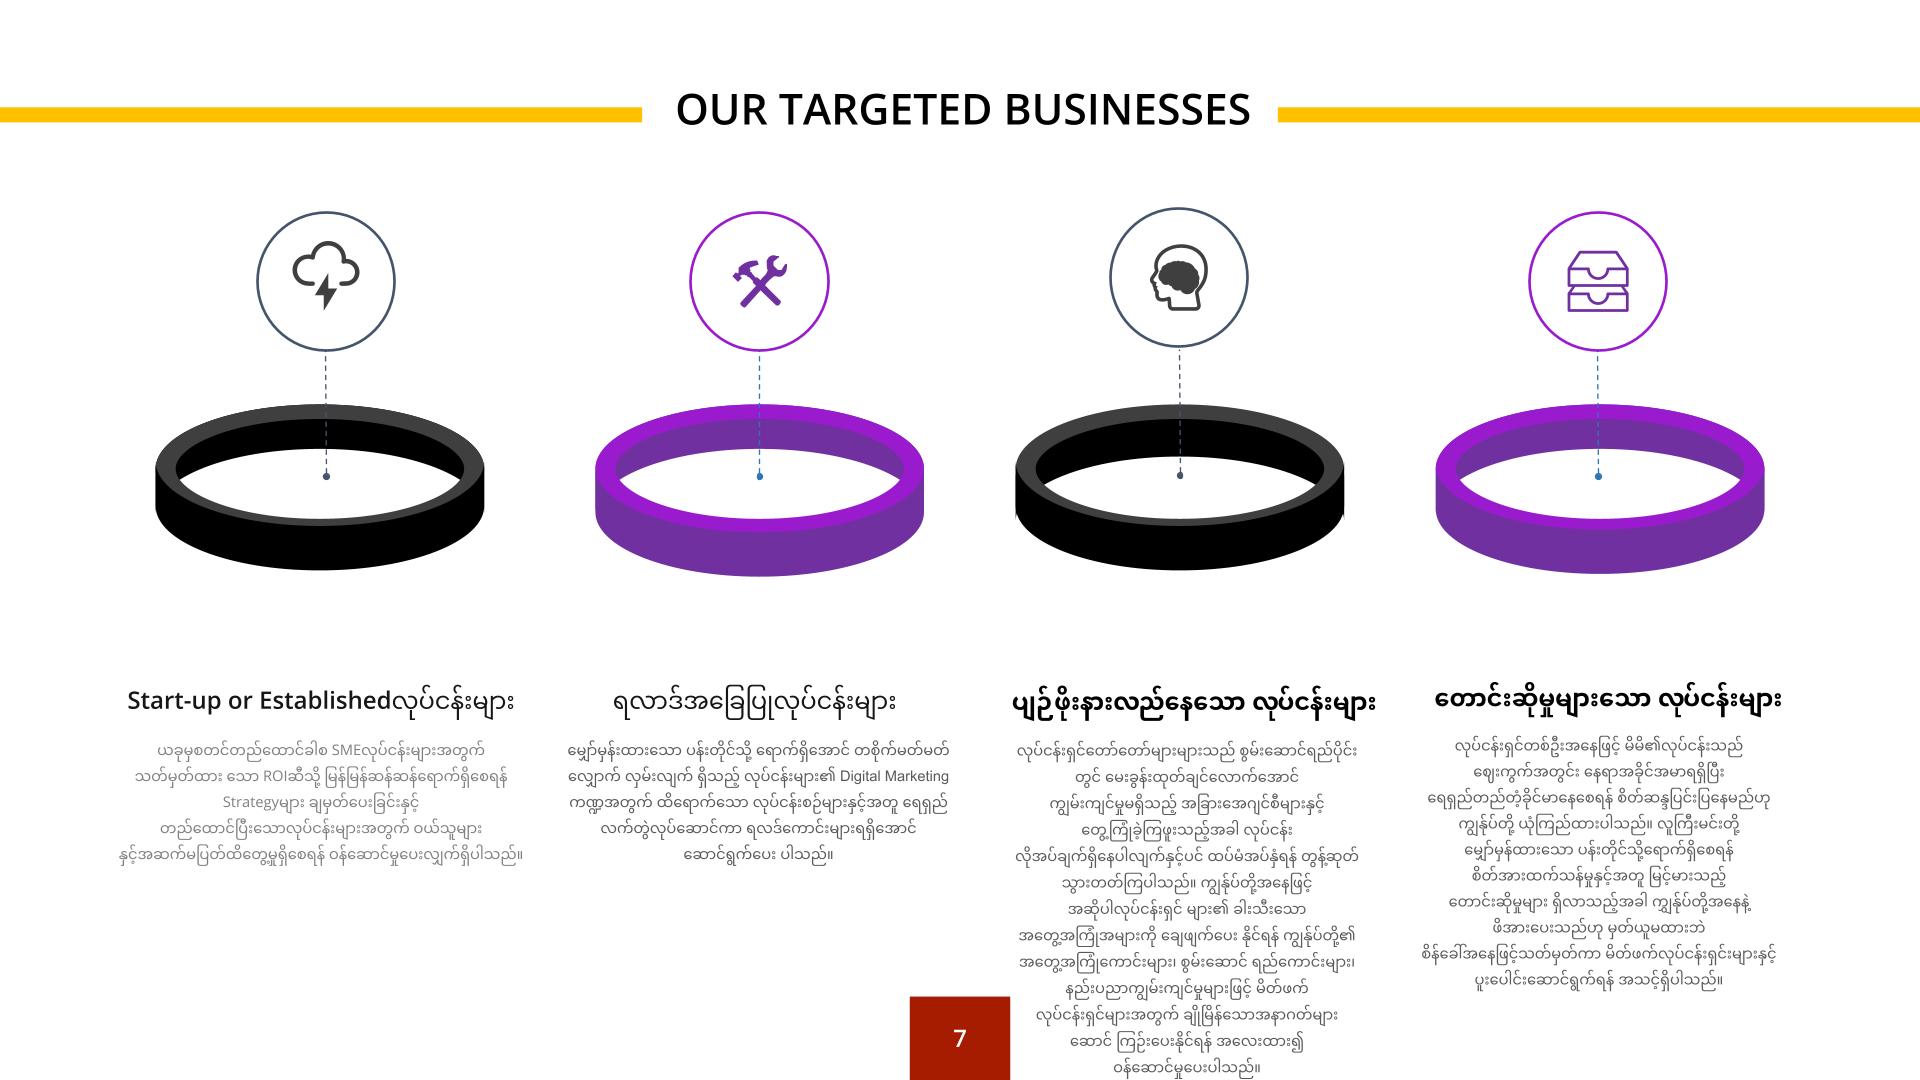 OUR TARGETED BUSINESSES
Start-up or Establishedလုပ်ငန်းများ
ယခုမှစတင်တည်ထောင်ခါစ SMEလုပ်ငန်းများအတွက်
သတ်မှတ်ထား သော ROIဆီသို့ မြန်မြန်ဆန်ဆန်ရောက်ရှိစေရန်
Strategyများ ချမှတ်ပေးခြင်းနှင့်
တည်ထောင်ပြီးသောလုပ်ငန်းများအတွက် ဝယ်သူများ
နှင့်အဆက်မပြတ်ထိတွေ့မှုရှိစေရန် ဝန်ဆောင်မှုပေးလျှက်ရှိပါသည်။
ရလာဒ်အခြေပြုလုပ်ငန်းများ
မျှော်မှန်းထားသော ပန်းတိုင်သို့ ရောက်ရှိအောင် တစိုက်မတ်မတ်
လျှောက် လှမ်းလျက် ရှိသည့် လုပ်ငန်းများ၏ Digital Marketing
ကဏ္ဍအတွက် ထိရောက်သော လုပ်ငန်းစဉ်များနှင့်အတူ ရေရှည်
လက်တွဲလုပ်ဆောင်ကာ ရလဒ်ကောင်းများရရှိအောင်
ဆောင်ရွက်ပေး ပါသည်။
ပျဉ်ဖိုးနားလည်နေသော လုပ်ငန်းများ
လုပ်ငန်းရှင်တော်တော်များများသည် စွမ်းဆောင်ရည်ပိုင်း
တွင် မေးခွန်းထုတ်ချင်လောက်အောင်
ကျွမ်းကျင်မှုမရှိသည့် အခြားအေဂျင်စီများနှင့်
တွေ့ကြုံခဲ့ကြဖူးသည့်အခါ လုပ်ငန်း
လိုအပ်ချက်ရှိနေပါလျက်နှင့်ပင် ထပ်မံအပ်နှံရန် တွန့်ဆုတ်
သွားတတ်ကြပါသည်။ ကျွန်ုပ်တို့အနေဖြင့်
အဆိုပါလုပ်ငန်းရှင် များ၏ ခါးသီးသော
အတွေ့အကြုံအများကို ချေဖျက်ပေး နိုင်ရန် ကျွန်ုပ်တို့၏
အတွေ့အကြုံကောင်းများ၊ စွမ်းဆောင် ရည်ကောင်းများ၊
နည်းပညာကျွမ်းကျင်မှုများဖြင့် မိတ်ဖက်
လုပ်ငန်းရှင်များအတွက် ချိုမြိန်သောအနာဂတ်များ
ဆောင် ကြဉ်းပေးနိုင်ရန် အလေးထား၍
ဝန်ဆောင်မှုပေးပါသည်။
တောင်းဆိုမှုများသော လုပ်ငန်းများ
လုပ်ငန်းရှင်တစ်ဦးအနေဖြင့် မိမိ၏လုပ်ငန်းသည်
ဈေးကွက်အတွင်း နေရာအခိုင်အမာရရှိပြီး
ရေရှည်တည်တံ့ခိုင်မာနေစေရန် စိတ်ဆန္ဒပြင်းပြနေမည်ဟု
ကျွန်ုပ်တို့ ယုံကြည်ထားပါသည်။ လူကြီးမင်းတို့
မျှော်မှန်ထားသော ပန်းတိုင်သို့ရောက်ရှိစေရန်
စိတ်အားထက်သန်မှုနှင့်အတူ မြင့်မားသည့်
တောင်းဆိုမှုများ ရှိလာသည့်အခါ ကျွန်ုပ်တို့အနေနဲ့
ဖိအားပေးသည်ဟု မှတ်ယူမထားဘဲ
စိန်ခေါ်အနေဖြင့်သတ်မှတ်ကာ မိတ်ဖက်လုပ်ငန်းရှင်းများနှင့်
ပူးပေါင်းဆောင်ရွက်ရန် အသင့်ရှိပါသည်။
7